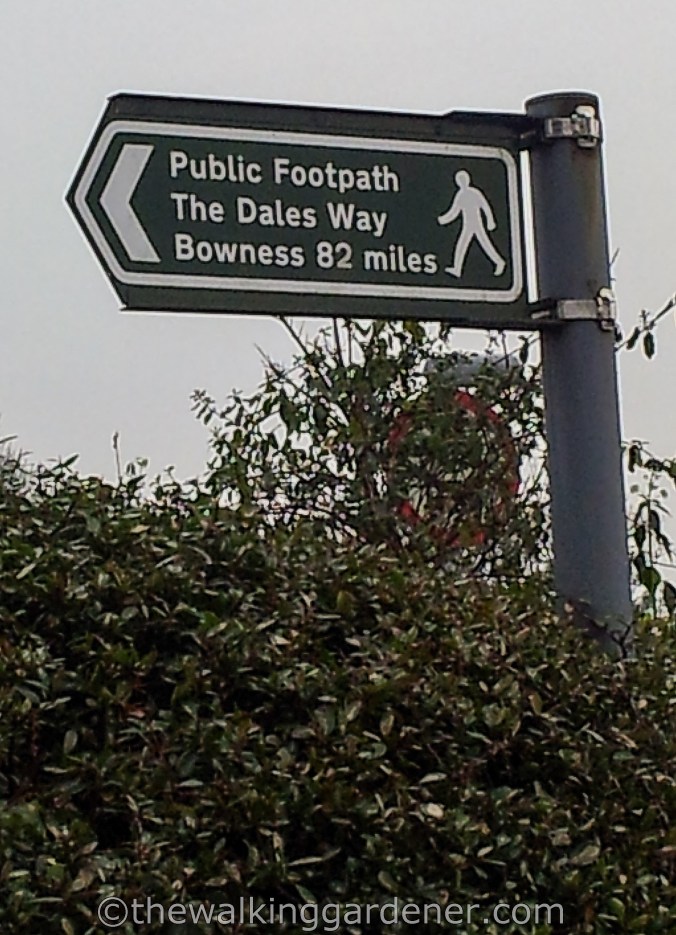 Public Footpath
The Dales Way
Bowness 82 miles
©thewalkinggardener.com